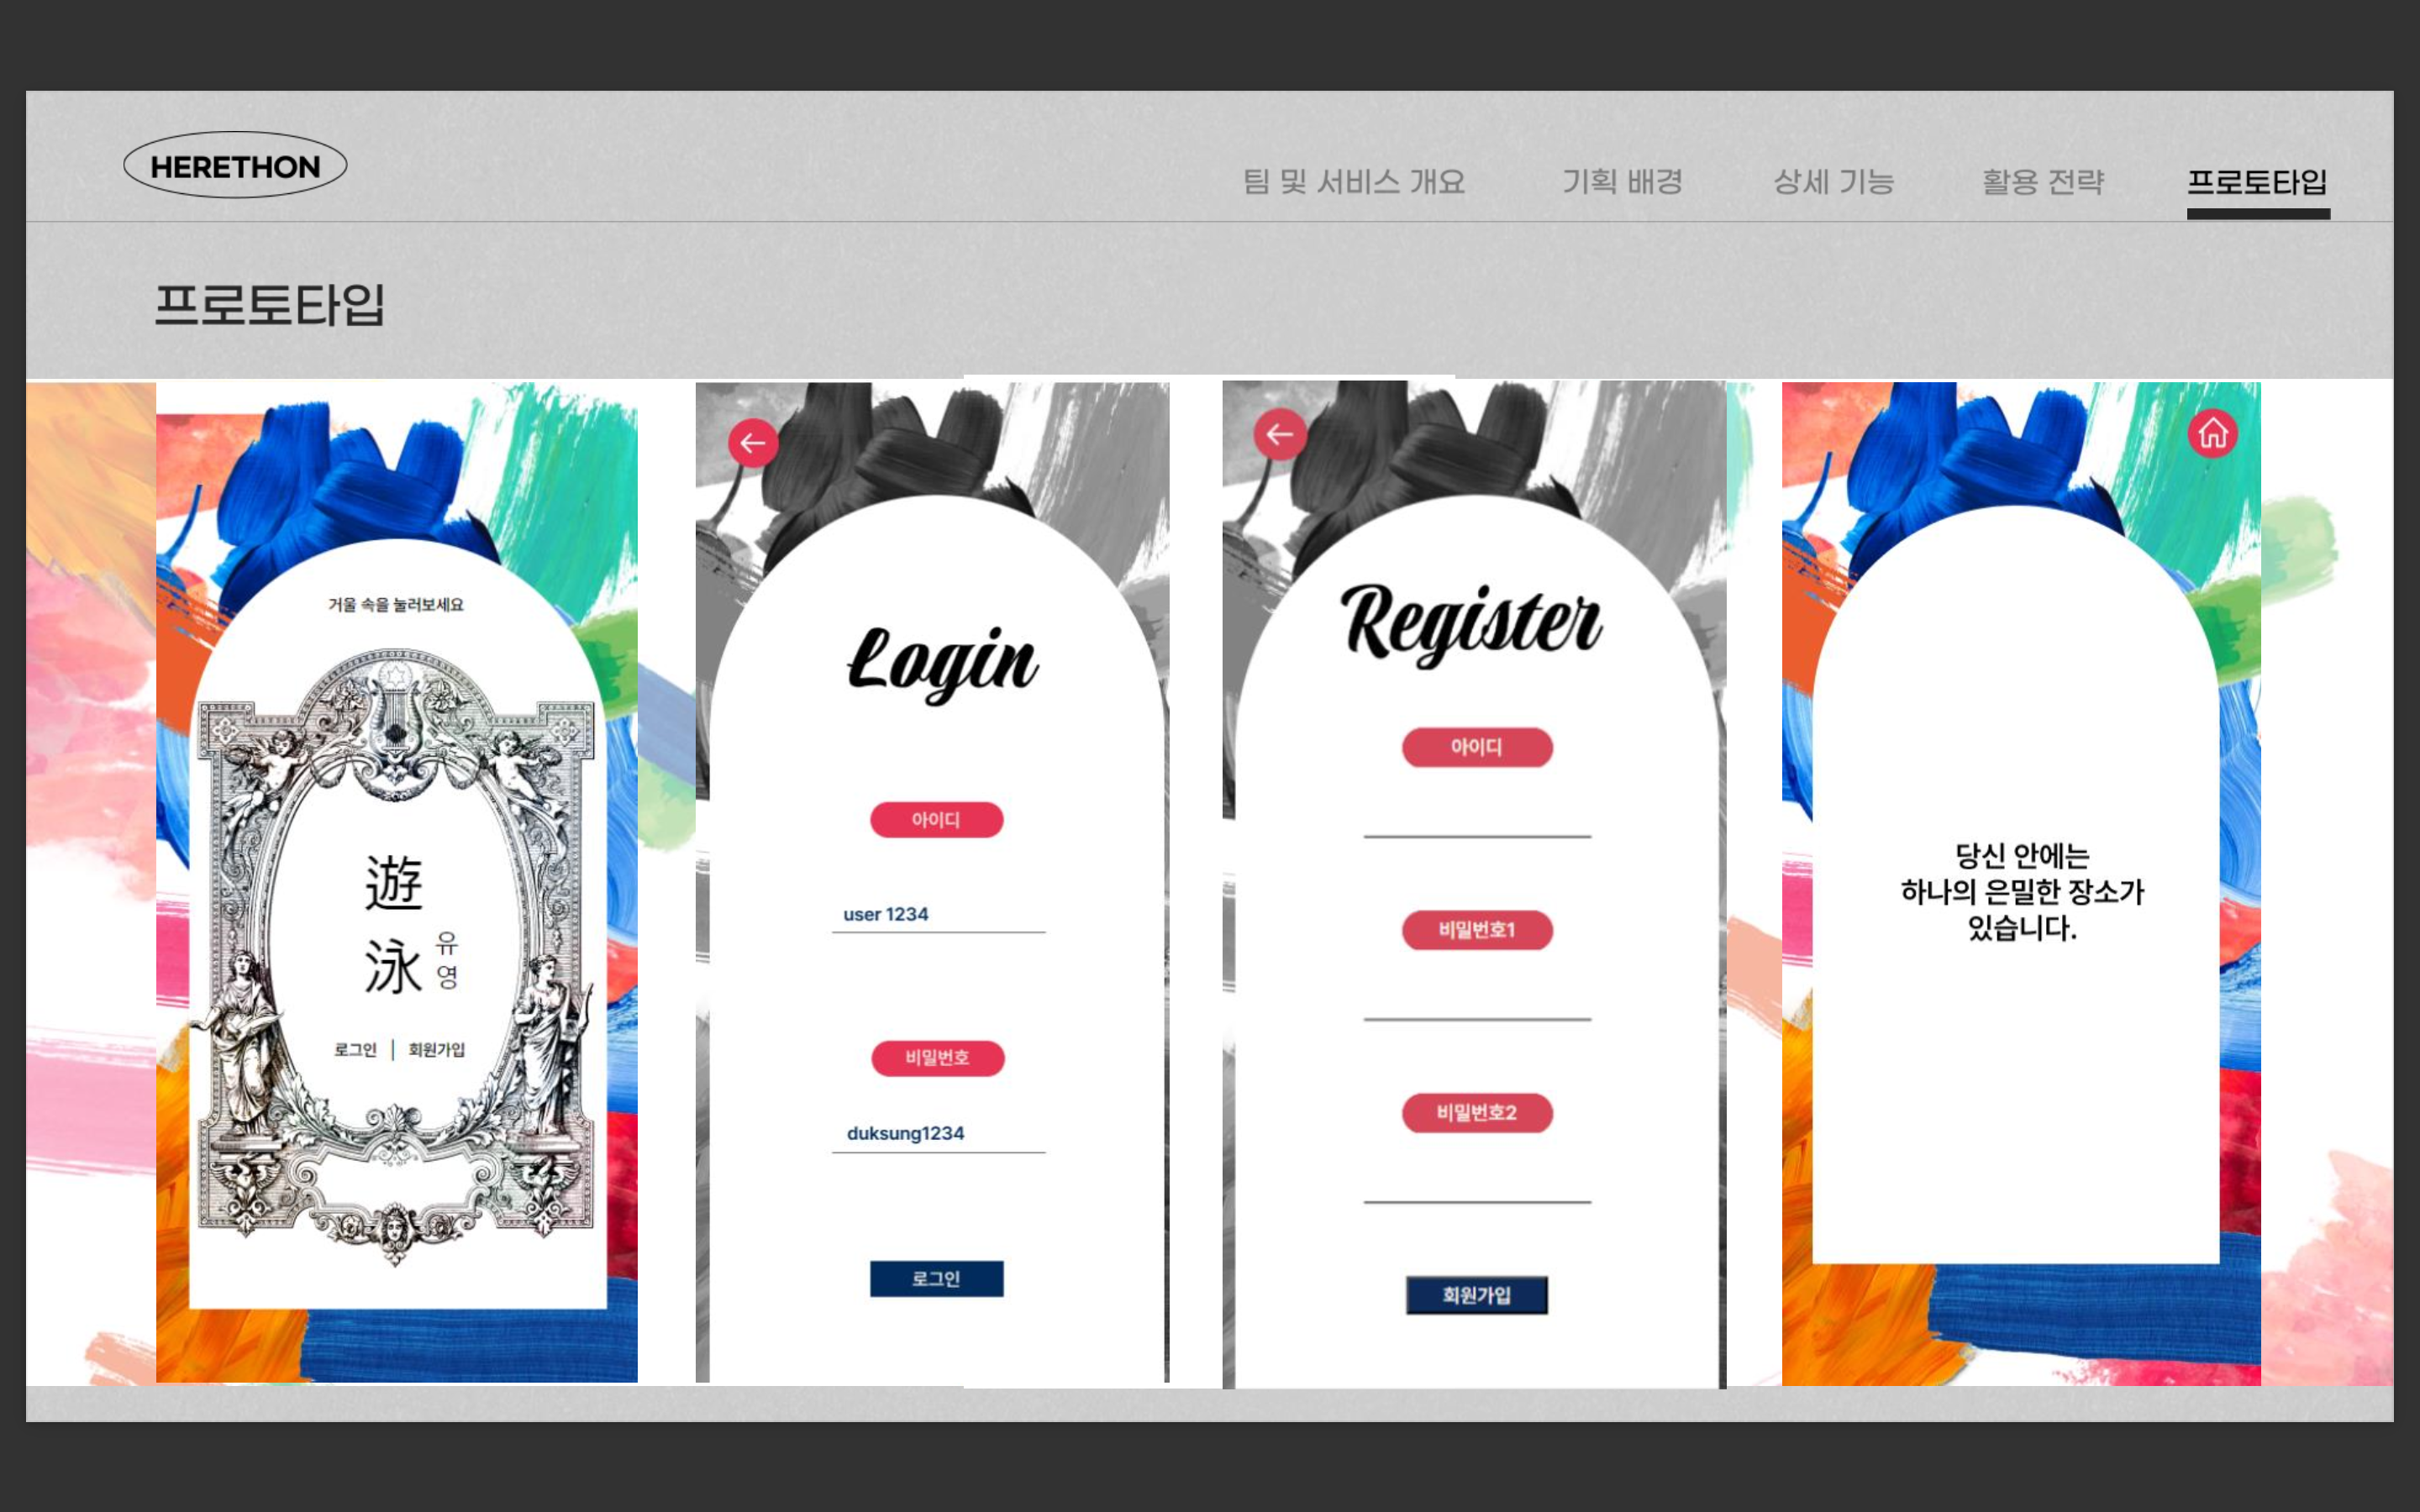 HERETHON
팀 및 서비스 개요
기획 배경
상세 기능
활용 전략
프로토타입
프로토타입
거울 속을 눌러보세요
遊
泳
유
영
로그인 | 회원가입
Login
아이디
user 1234
비밀번호
duksung1234
로그인
Register
아이디
비밀번호1
비밀번호2
회원가입
당신 안에는
하나의 은밀한 장소가
있습니다.